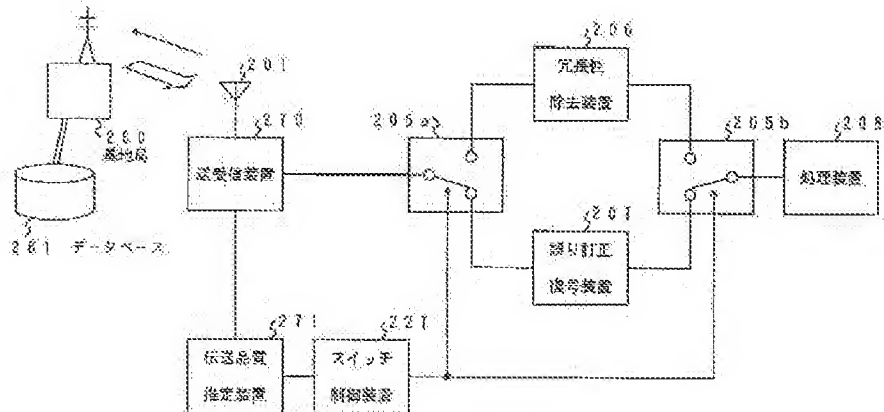 206
冗長性
除去装置
201
270
送受信装置
205a
205b
208
処理装置
260
基地局
261 データベース
207
誤り訂正
復号装置
271
伝送品質
推定装置
227
スイッチ
制御装置